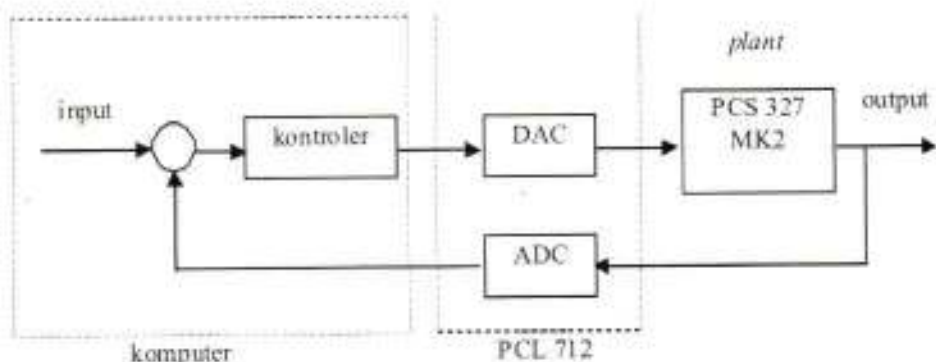 plant
input
kontroler
DAC
PCS 327
MK2
output
ADC
komputer
PCL 712